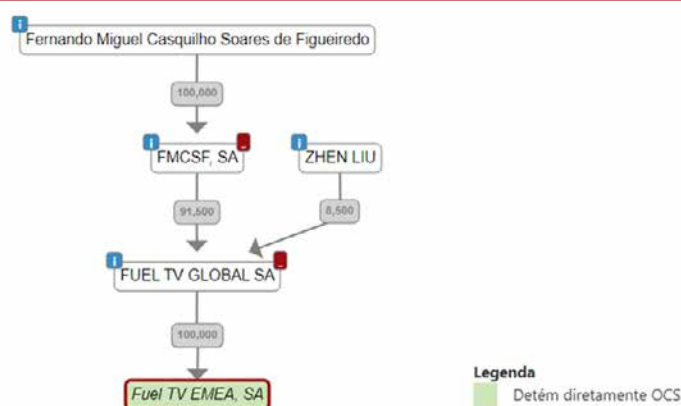 Fernando Miguel Casquilho Soares de Figueiredo
100,000
FMCSF, SA
ZHEN LIU
91,500
8,500
FUEL TV GLOBAL SA
100,000
Fuel TV EMEA, SA
Legenda
Detém diretamente OCS